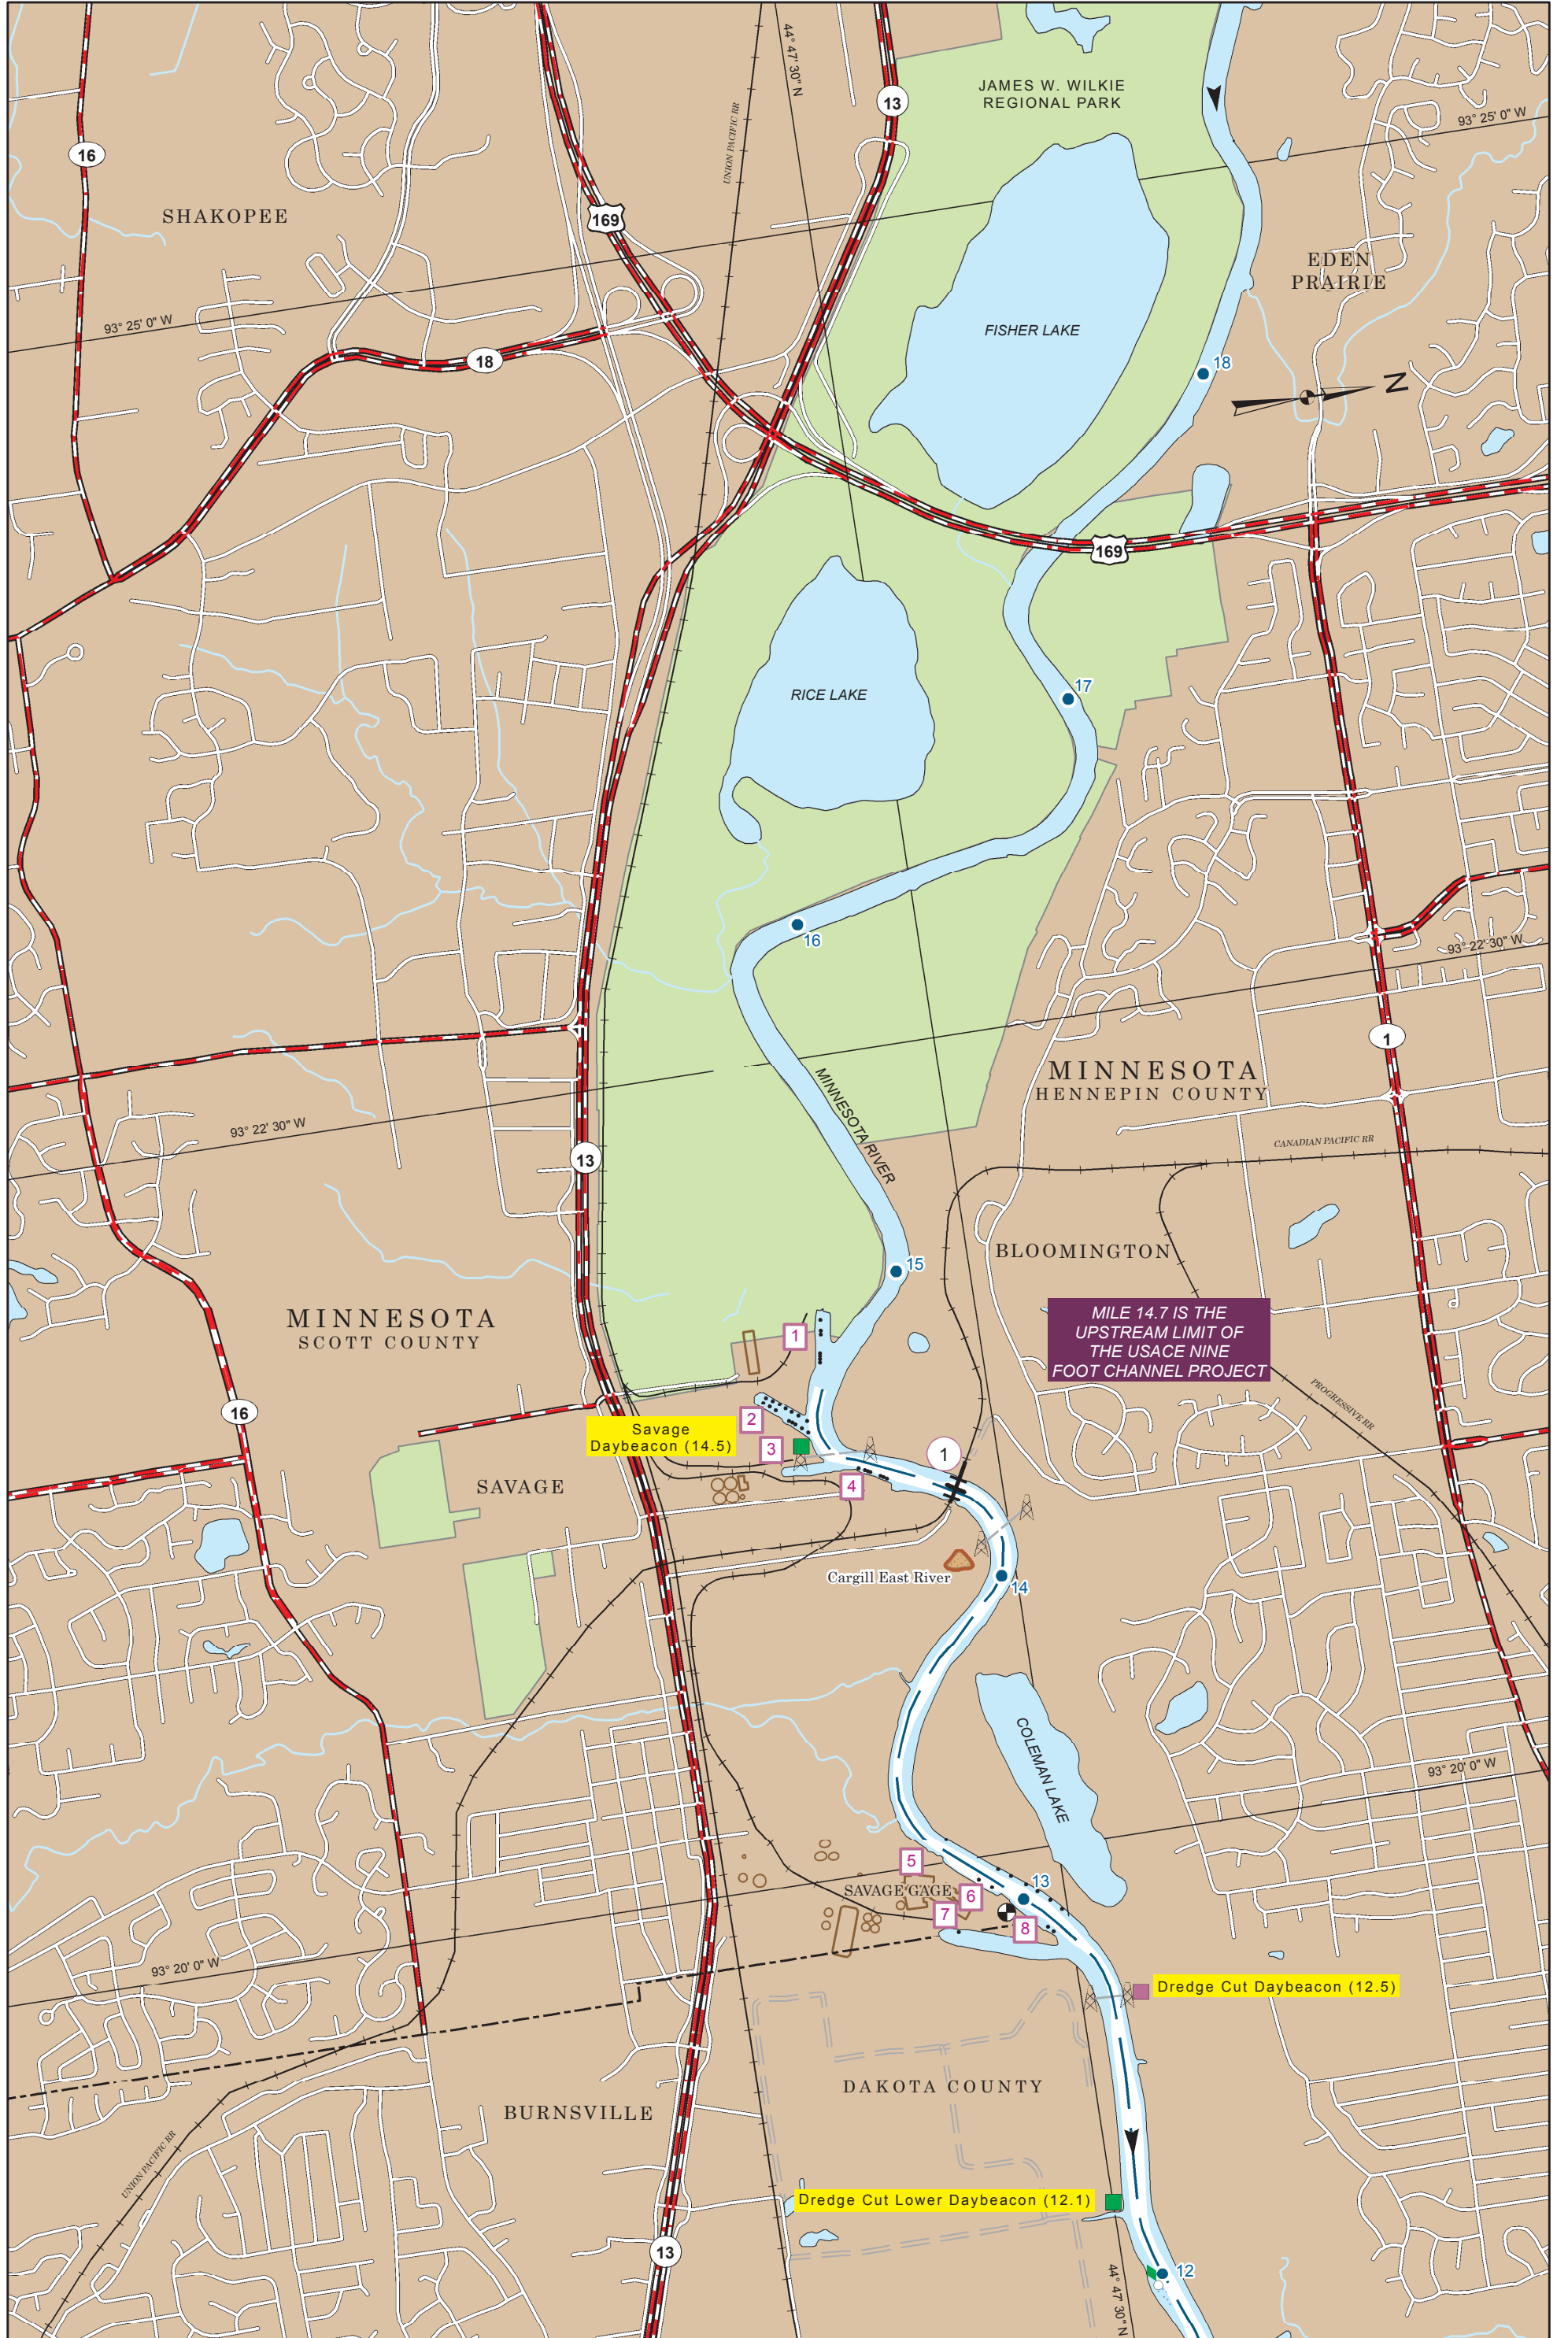 44° 47' 30" N
13
JAMES W. WILKIE
REGIONAL PARK
93° 25' 0" W
UNION PACIFIC RR
16
SHAKOPEE
169
EDEN
PRAIRIE
93° 25' 0" W
FISHER LAKE
18
18
N
169
17
RICE LAKE
16
93° 22' 30" W
1
MINNESOTA
HENNEPIN COUNTY
MINNESOTA RIVER
93° 22' 30" W
CANADIAN PACIFIC RR
13
BLOOMINGTON
15
MINNESOTA
SCOTT COUNTY
1
MILE 14.7 IS THE
UPSTREAM LIMIT OF
THE USACE NINE
FOOT CHANNEL PROJECT
PROGRESSIVE RR
16
2
Savage
Daybeacon (14.5)
3
1
4
SAVAGE
Cargill East River
14
COLEMAN LAKE
93° 20' 0" W
5
13
SAVAGE GAGE
6
7
8
93° 20' 0" W
Dredge Cut Daybeacon (12.5)
DAKOTA COUNTY
BURNSVILLE
UNION PACIFIC RR
Dredge Cut Lower Daybeacon (12.1)
13
12
44° 47' 30" N